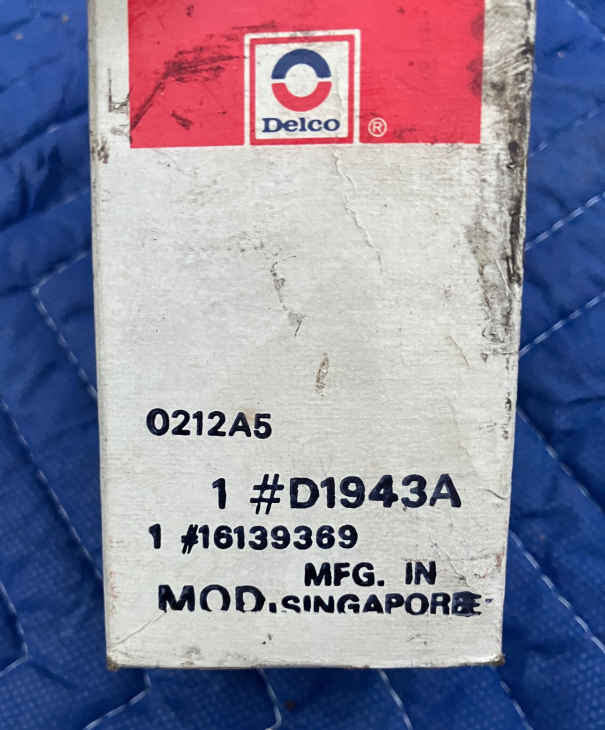 Delco ®
0212A5
1 #D1943A
1 #16139369
MFG. IN
MOD. SINGAPORE